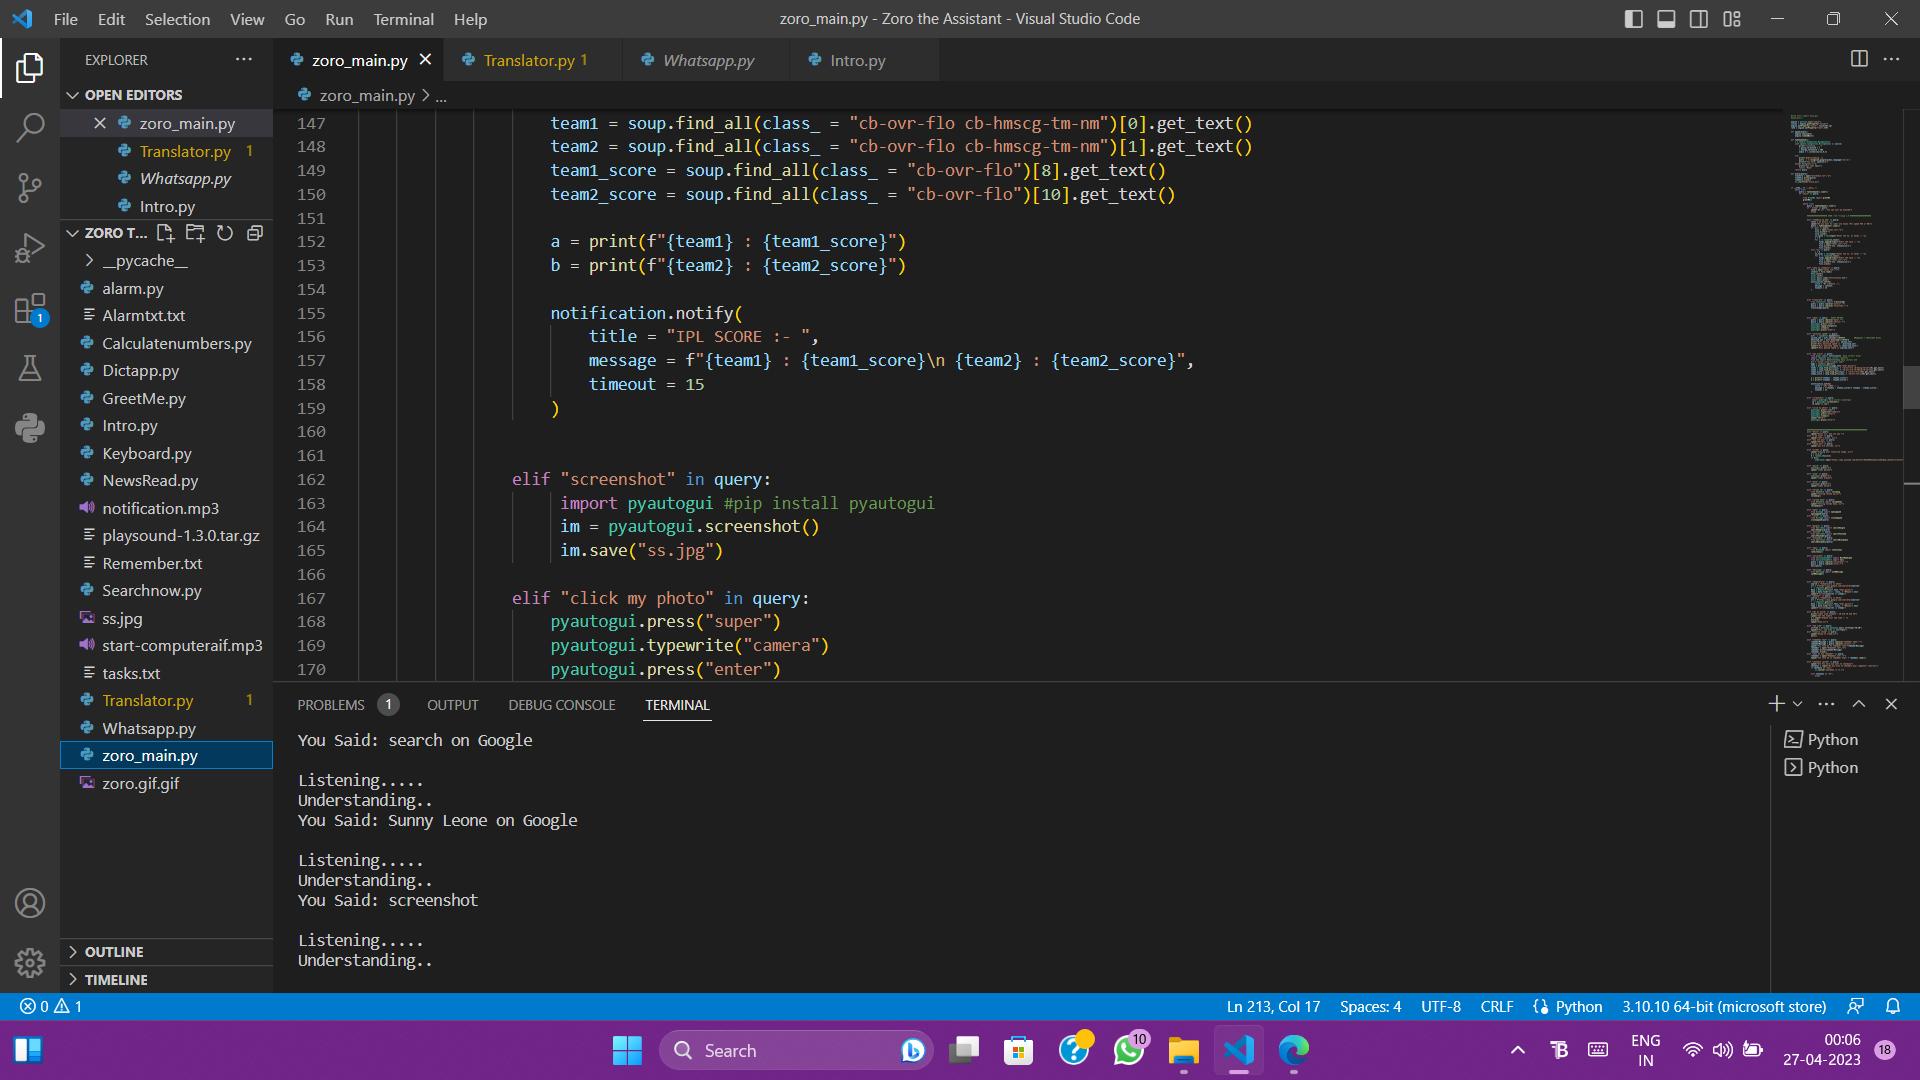 File Edit Selection View Go Run Terminal Help
zoro_main.py - Zoro the Assistant - Visual Studio Code
EXPLORER
OPEN EDITORS
zoro_main.py
Translator.py 1
Whatsapp.py
Intro.py
ZORO T...
__pycache__
alarm.py
Alarmtxt.txt
Calculatenumbers.py
Dictapp.py
GreetMe.py
Intro.py
Keyboard.py
NewsRead.py
notification.mp3
playsound-1.3.0.tar.gz
Remember.txt
Searchnow.py
ss.jpg
start-computeraif.mp3
tasks.txt
Translator.py 1
Whatsapp.py
zoro_main.py
zoro.gif.gif
OUTLINE
TIMELINE
1
zoro_main.py Translator.py 1 Whatsapp.py Intro.py
zoro_main.py > ...
147 team1 = soup.find_all(class_ = "cb-ovr-flo cb-hmscg-tm-nm")[0].get_text()
148 team2 = soup.find_all(class_ = "cb-ovr-flo cb-hmscg-tm-nm")[1].get_text()
149 team1_score = soup.find_all(class_ = "cb-ovr-flo")[8].get_text()
150 team2_score = soup.find_all(class_ = "cb-ovr-flo")[10].get_text()
151
152 a = print(f"{team1} : {team1_score}")
153 b = print(f"{team2} : {team2_score}")
154
155 notification.notify(
156 title = "IPL SCORE :- ",
157 message = f"{team1} : {team1_score}\n {team2} : {team2_score}",
158 timeout = 15
159 )
160
161
162 elif "screenshot" in query:
163 import pyautogui #pip install pyautogui
164 im = pyautogui.screenshot()
165 im.save("ss.jpg")
166
167 elif "click my photo" in query:
168 pyautogui.press("super")
169 pyautogui.typewrite("camera")
170 pyautogui.press("enter")
PROBLEMS 1 OUTPUT DEBUG CONSOLE TERMINAL
You Said: search on Google
Listening.....
Understanding..
You Said: Sunny Leone on Google
Listening.....
Understanding..
You Said: screenshot
Listening.....
Understanding..
Python
Python
0 1 Ln 213, Col 17 Spaces: 4 UTF-8 CRLF Python 3.10.10 64-bit (microsoft store)
Search
10
ENG
IN
00:06
27-04-2023
18